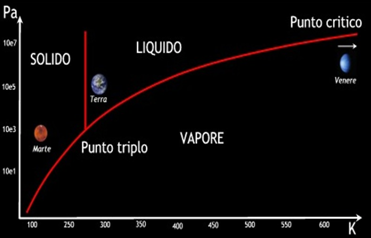 Pa
Punto critico
10e7
SOLIDO
LIQUIDO
Venere
10e5
Terra
10e3
Marte
Punto triplo
VAPORE
10e1
100 150 250 300 350 400 450 500 550 600
K